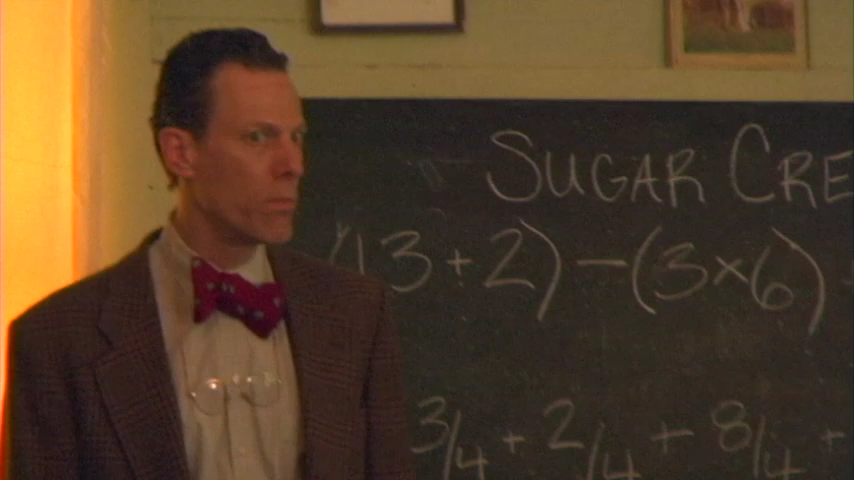 SUGAR CRE
(13+2)-(3×6)
3/4 + 2/4 + 8/4 +